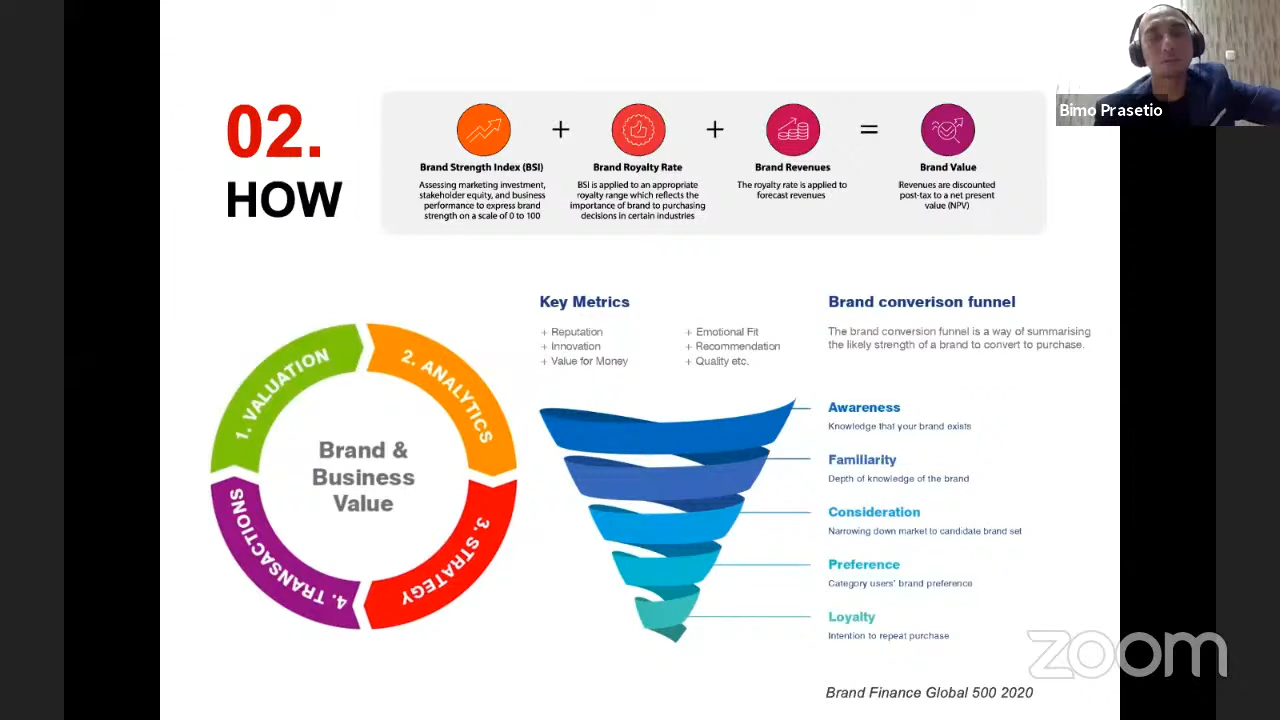 Bimo Prasetio
02.
HOW
+ + =
Brand Strength Index (BSI)
Assessing marketing investment,
stakeholder equity, and business
performance to express brand
strength on a scale of 0 to 100
Brand Royalty Rate
BSI is applied to an appropriate
royalty range which reflects the
importance of brand to purchasing
decisions in certain industries
Brand Revenues
The royalty rate is applied to
forecast revenues
Brand Value
Revenues are discounted
post-tax to a net present
value (NPV)
1. VALUATION
2. ANALYTICS
3. STRATEGY
4. TRANSACTIONS
Brand &
Business
Value
Key Metrics
+ Reputation
+ Innovation
+ Value for Money
+ Emotional Fit
+ Recommendation
+ Quality etc.
Brand converison funnel
The brand conversion funnel is a way of summarising
the likely strength of a brand to convert to purchase.
Awareness
Knowledge that your brand exists
Familiarity
Depth of knowledge of the brand
Consideration
Narrowing down market to candidate brand set
Preference
Category users' brand preference
Loyalty
Intention to repeat purchase
zoom
Brand Finance Global 500 2020